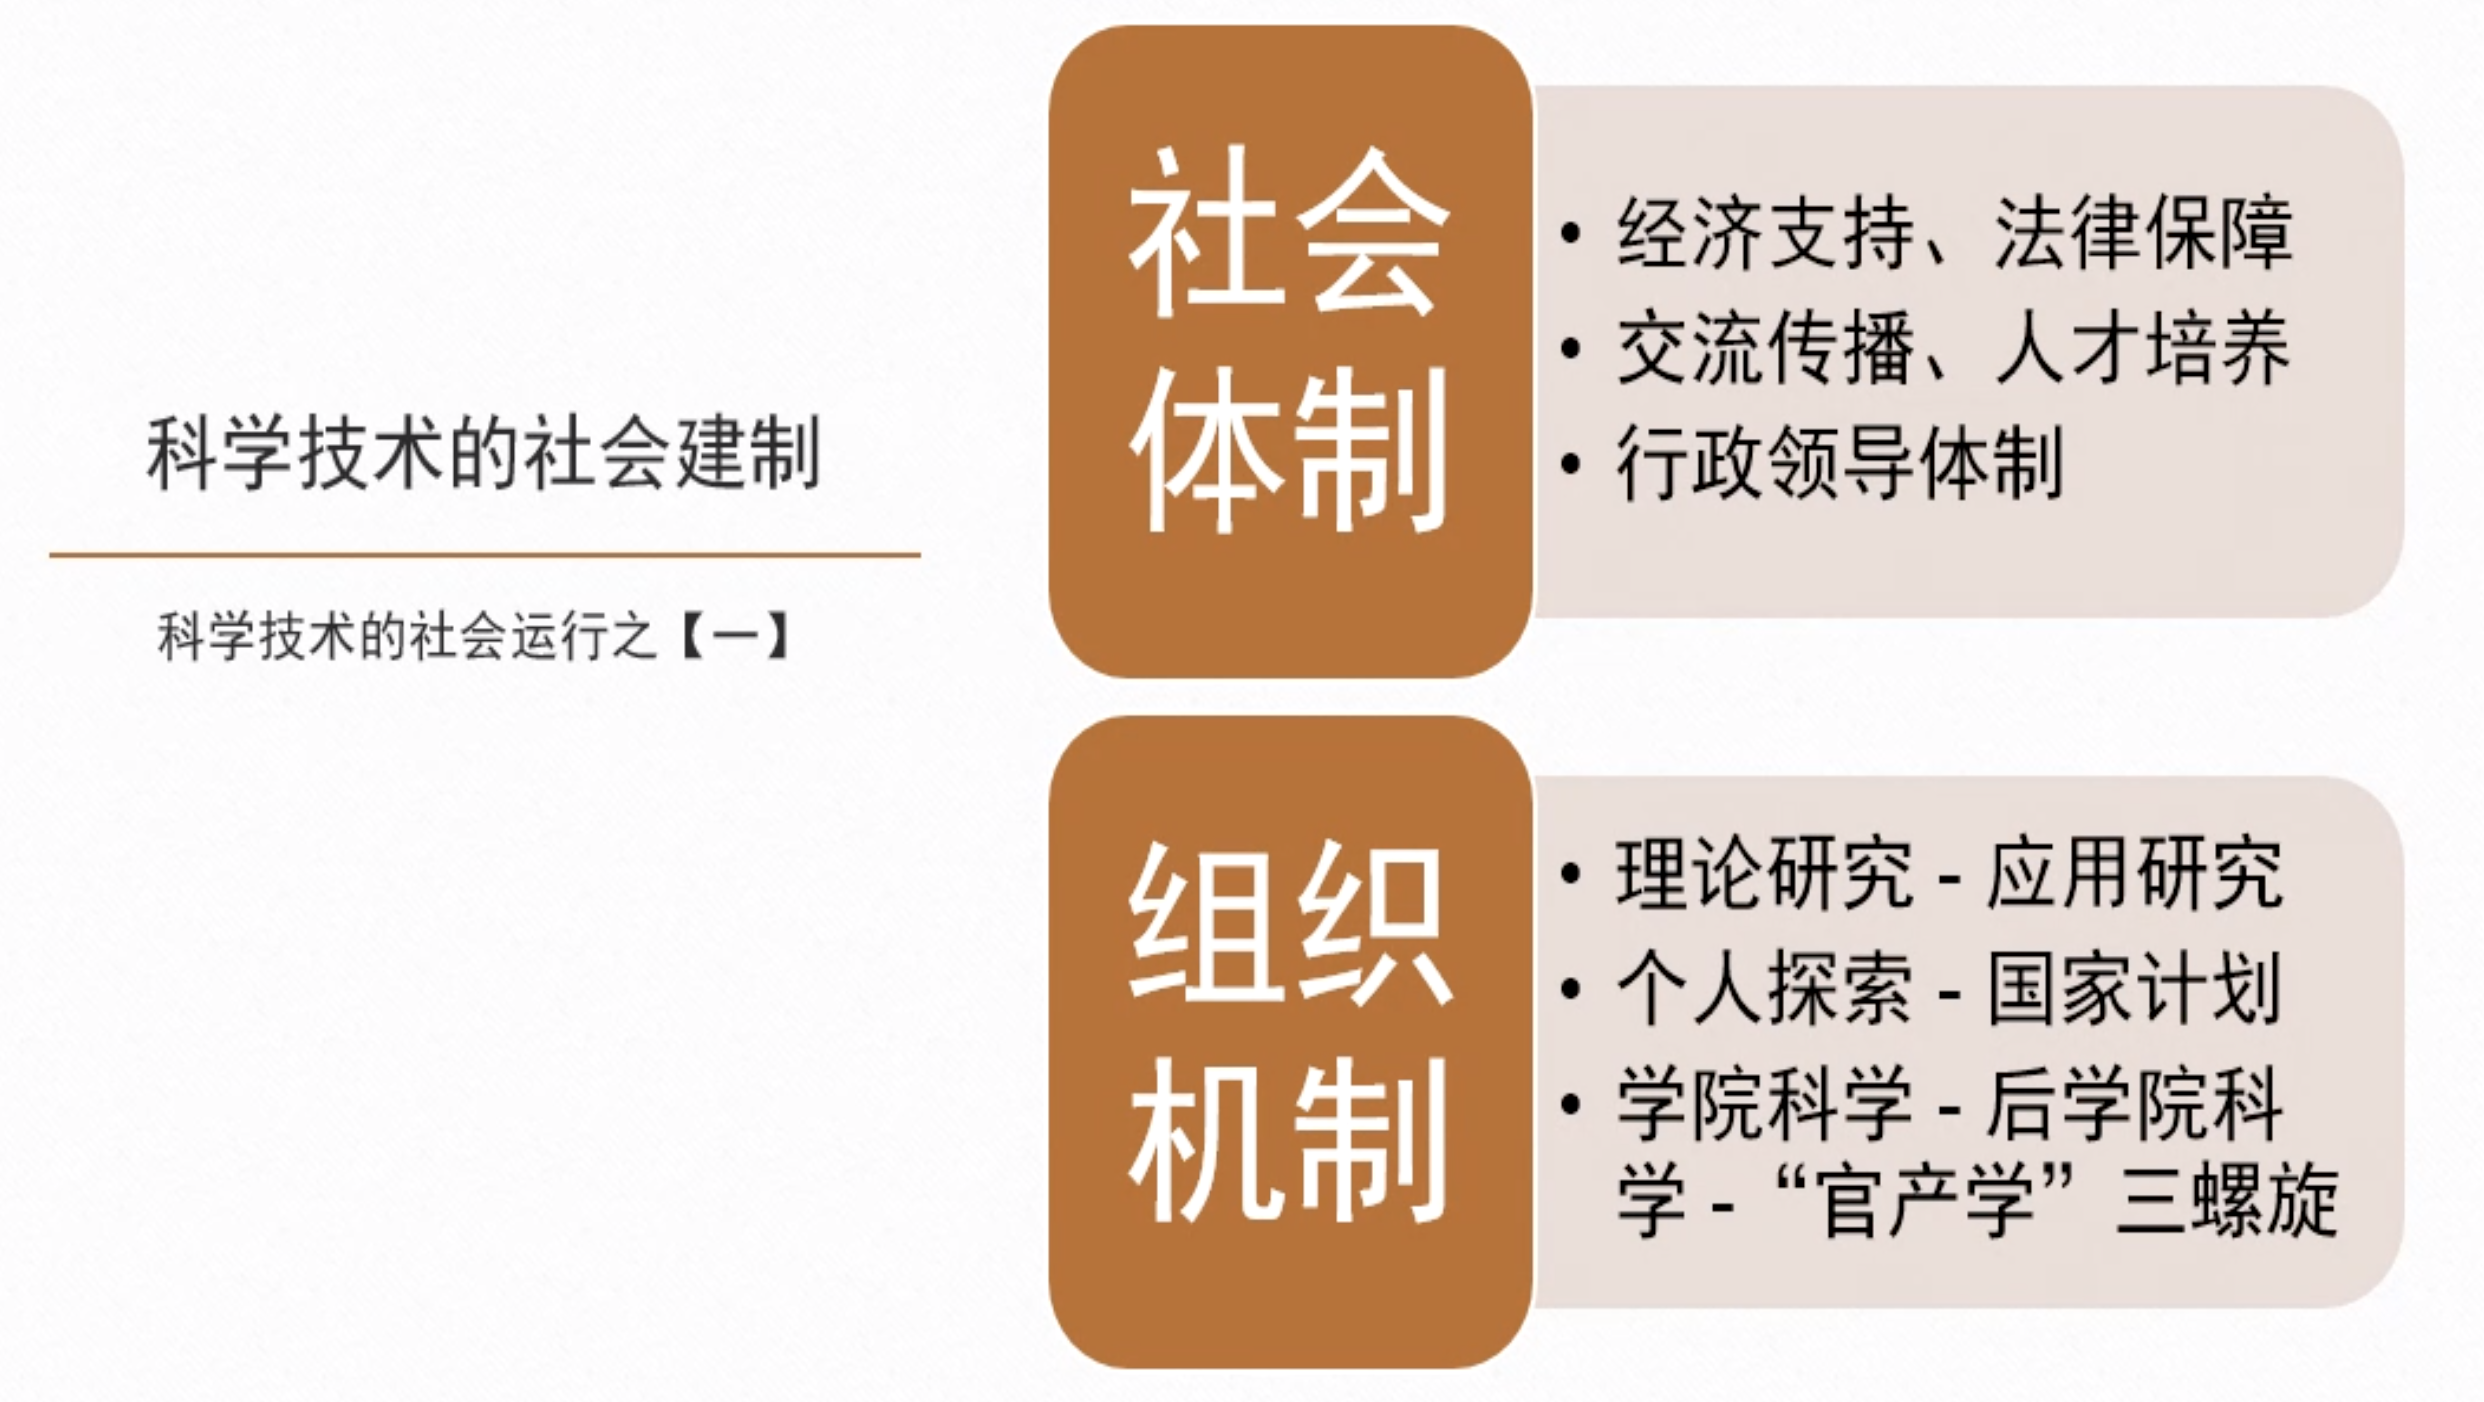 科学技术的社会建制
科学技术的社会运行之【一】
社会
体制
• 经济支持、法律保障
• 交流传播、人才培养
• 行政领导体制
组织
机制
• 理论研究 - 应用研究
• 个人探索 - 国家计划
• 学院科学 - 后学院科
学 - “官产学” 三螺旋